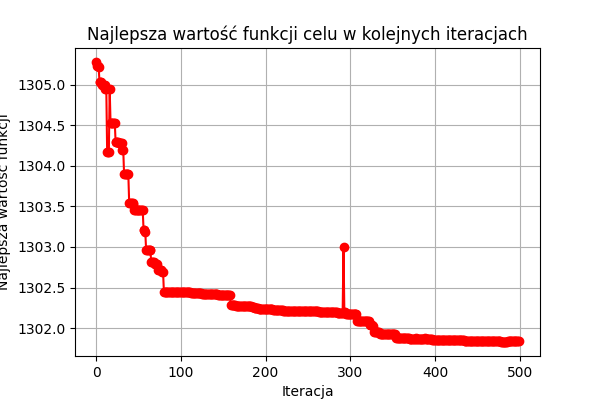 Najlepsza wartość funkcji celu w kolejnych iteracjach
Najlepsza wartość funkcji
1305.0
1304.5
1304.0
1303.5
1303.0
1302.5
1302.0
0 100 200 300 400 500
Iteracja